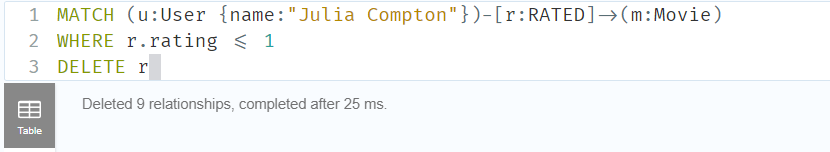 1 MATCH (u:User {name:"Julia Compton"})-[r:RATED]->(m:Movie)
2 WHERE r.rating <= 1
3 DELETE r
Deleted 9 relationships, completed after 25 ms.
Table